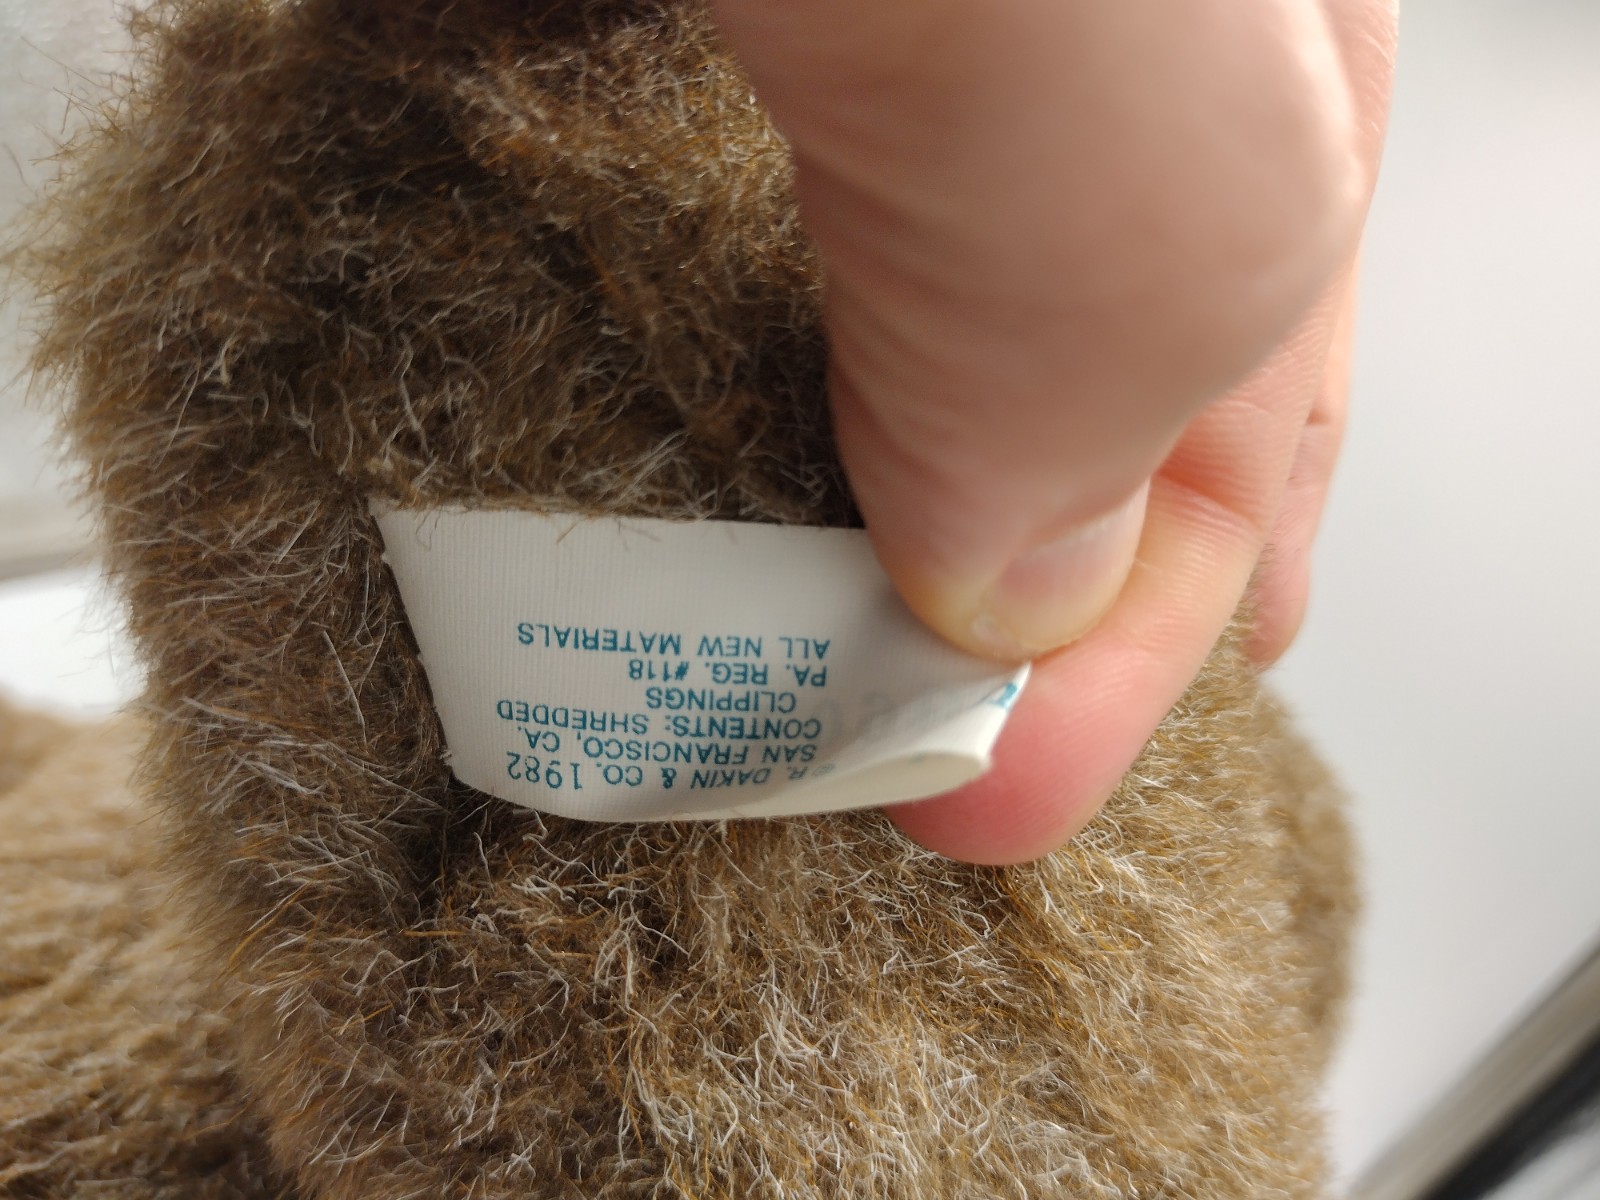 © R. DAKIN & CO. 1982
SAN FRANCISCO, CA.
CONTENTS: SHREDDED
CLIPPINGS
PA. REG. #118
ALL NEW MATERIALS